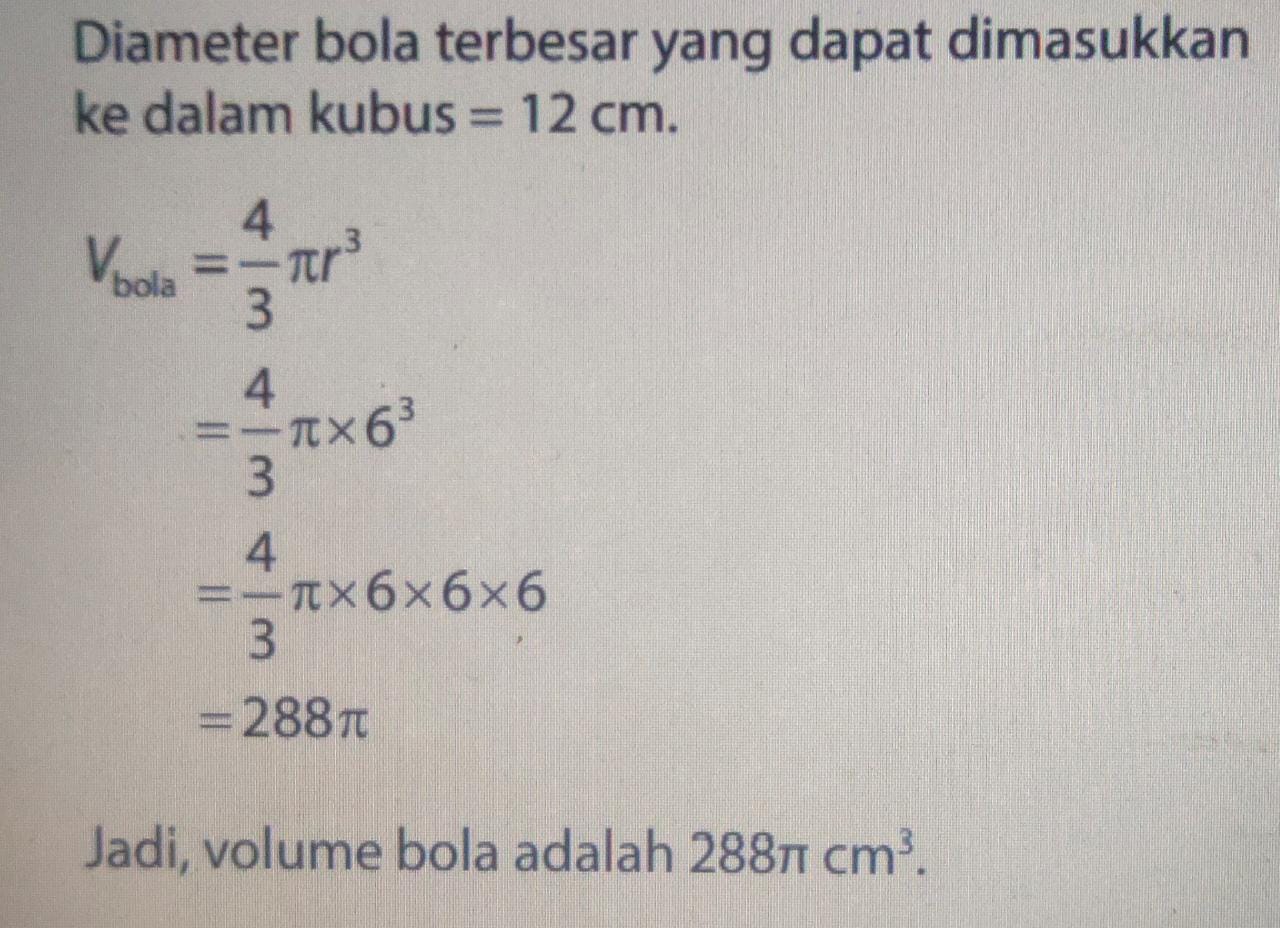 Diameter bola terbesar yang dapat dimasukkan
ke dalam kubus = 12 cm.
V_bola = 4/3 πr³
= 4/3 π×6³
= 4/3 π×6×6×6
=288π
Jadi, volume bola adalah 288π cm³.